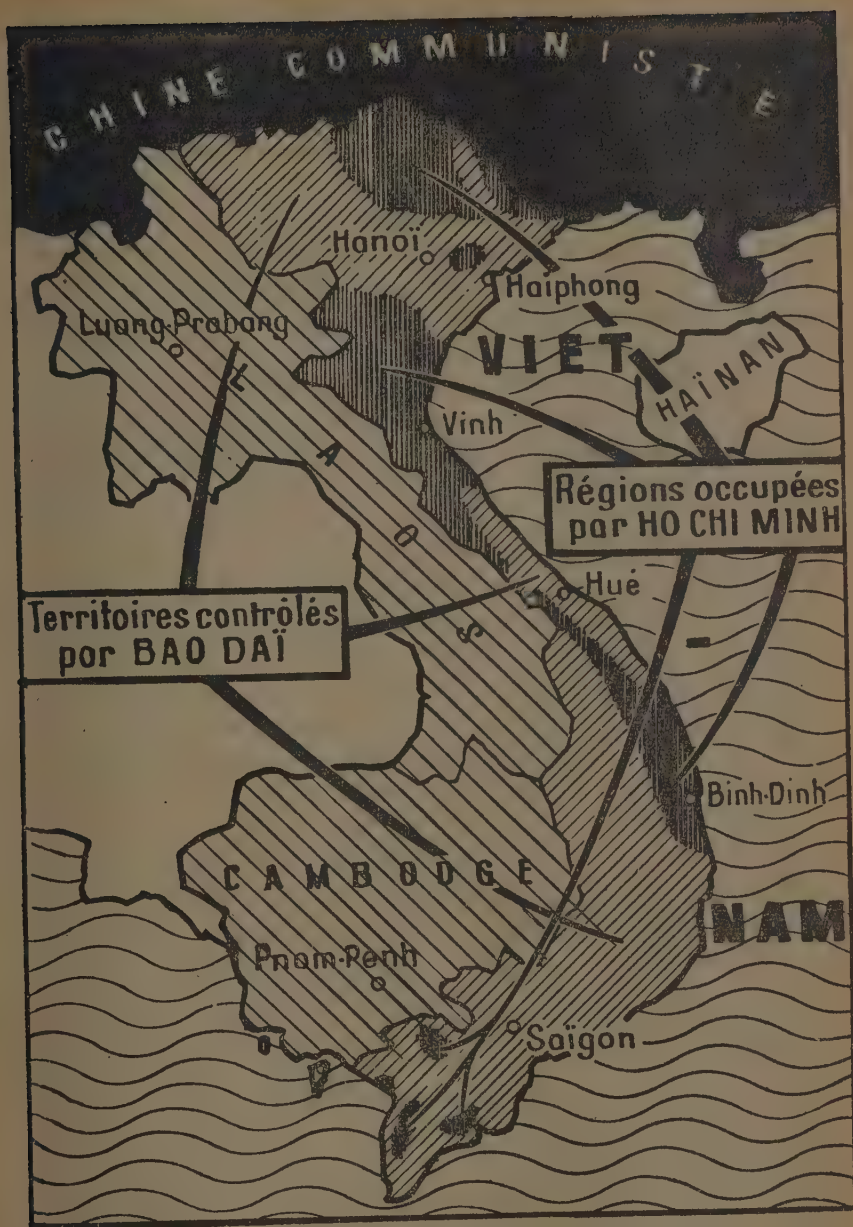 CHINE COMMUNISTE
Hanoï
Haiphong
Luang-Prabang
VIET
HAÏNAN
LAOS
Vinh
Régions occupées
par HO CHI MINH
Hué
Territoires contrôlés
par BAO DAÏ
-
Binh-Dinh
CAMBODGE
NAM
Pnom-Penh
Saïgon